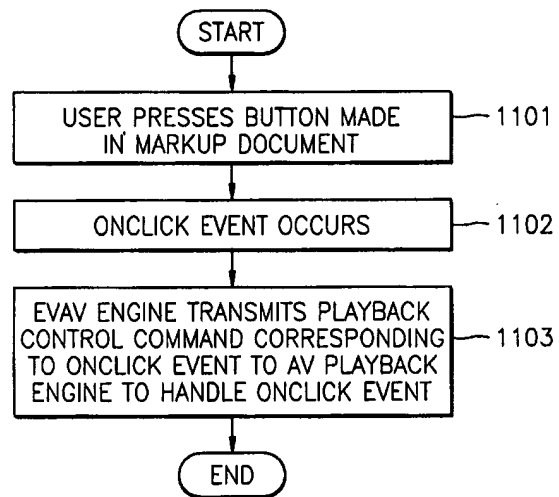 START
USER PRESSES BUTTON MADE
IN MARKUP DOCUMENT
1101
ONCLICK EVENT OCCURS
1102
EVAV ENGINE TRANSMITS PLAYBACK
CONTROL COMMAND CORRESPONDING
TO ONCLICK EVENT TO AV PLAYBACK
ENGINE TO HANDLE ONCLICK EVENT
1103
END